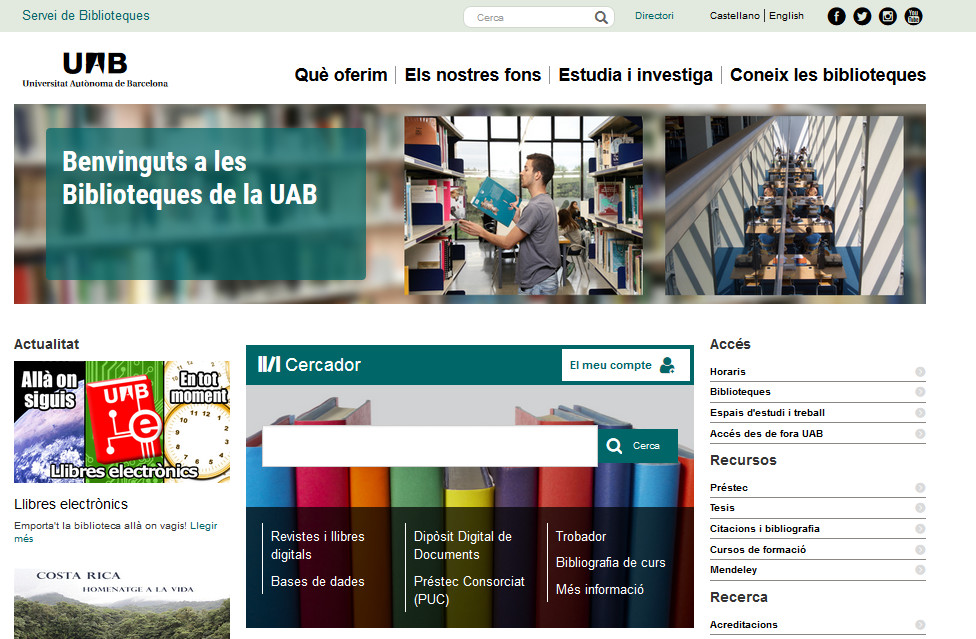 Servei de Biblioteques
Cerca
Directori
Castellano | English
You
Tube
UAB
Universitat Autònoma de Barcelona
Què oferim | Els nostres fons | Estudia i investiga | Coneix les biblioteques
Benvinguts a les
Biblioteques de la UAB
Actualitat
Allà on
siguis
UAB
e
En tot
moment
Llibres electrònics
Llibres electrònics
Emporta't la biblioteca allà on vagis! Llegir
més
COSTA RICA
HOMENATGE A LA VIDA
Cercador
El meu compte
Cerca
Revistes i llibres
digitals
Bases de dades
Dipòsit Digital de
Documents
Préstec Consorciat
(PUC)
Trobador
Bibliografia de curs
Més informació
Accés
Horaris
Biblioteques
Espais d'estudi i treball
Accés des de fora UAB
Recursos
Préstec
Tesis
Citacions i bibliografia
Cursos de formació
Mendeley
Recerca
Acreditacions